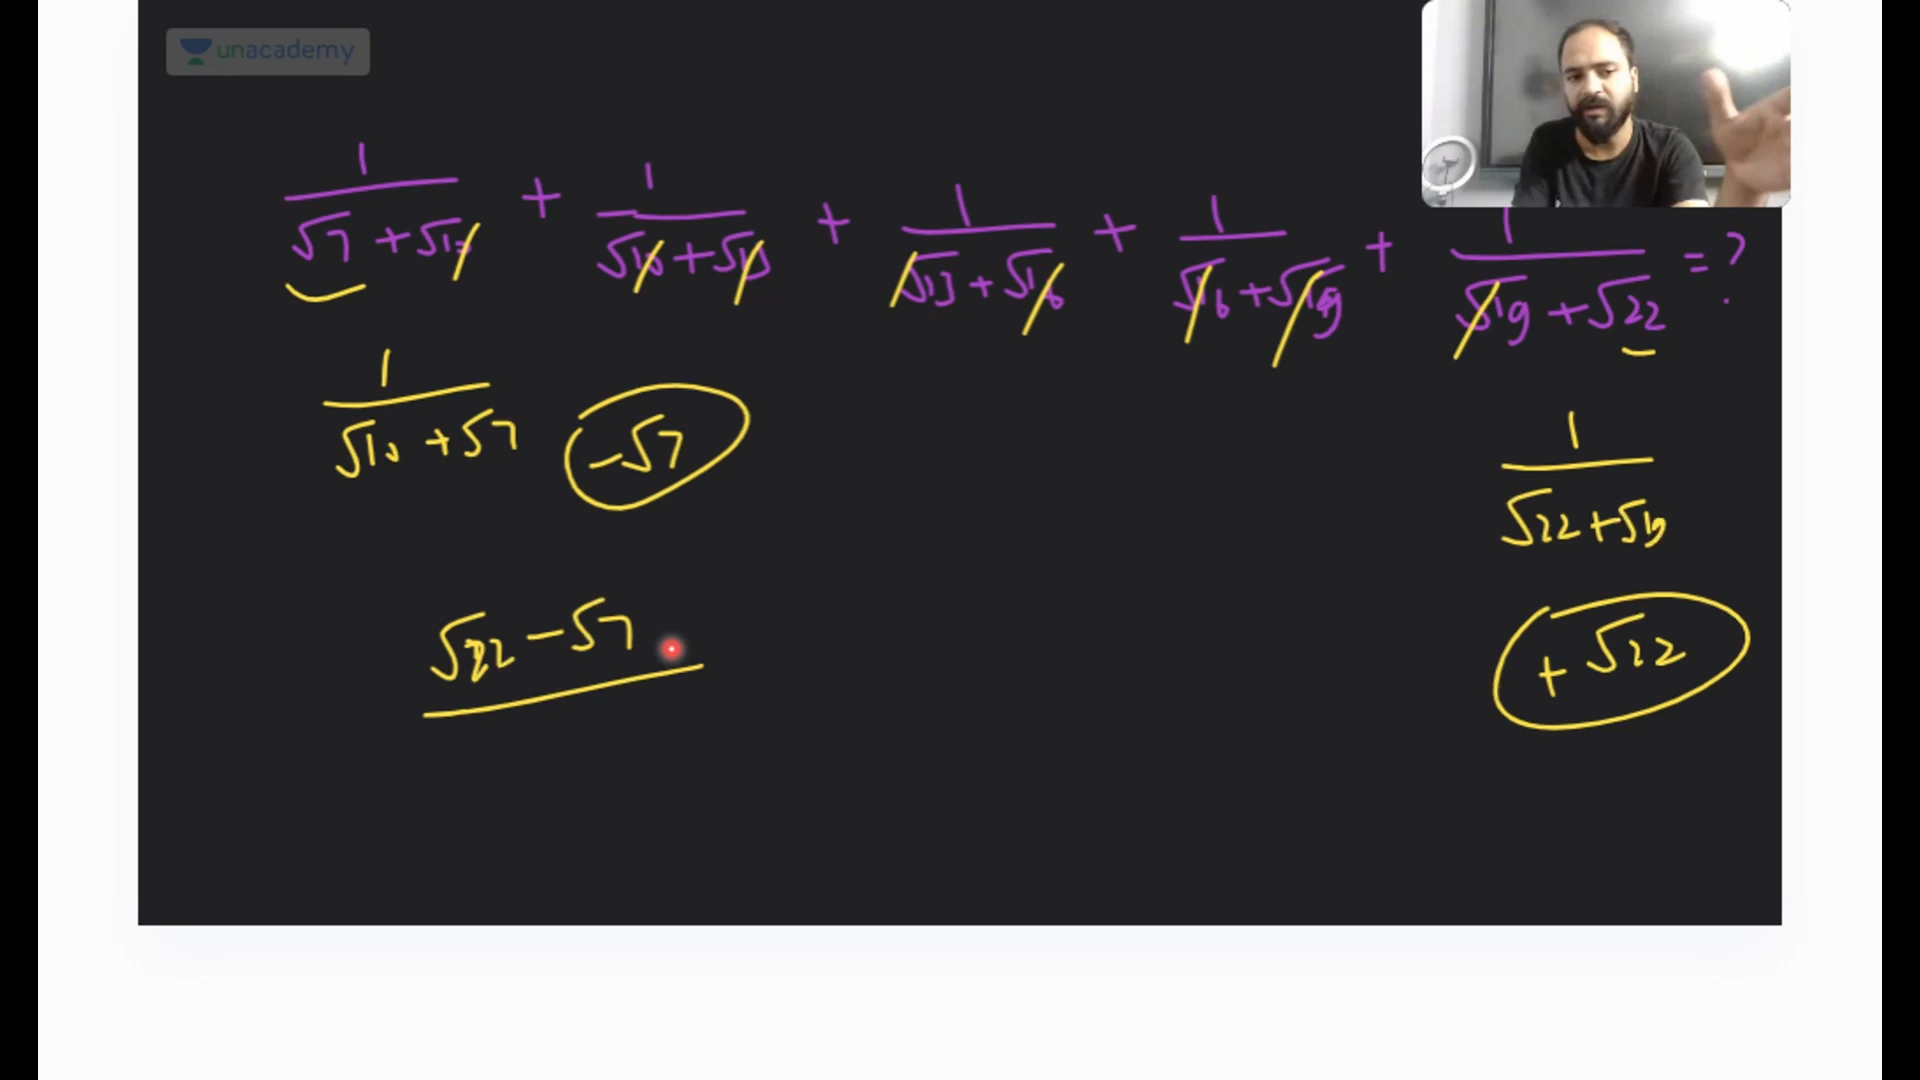 unacademy
1/(√7 + √10) + 1/(√10 + √13) + 1/(√13 + √16) + 1/(√16 + √19) + 1/(√19 + √22) = ?
1/(√10 + √7) -√7
1/(√22 + √19)
√22 - √7
+ √22